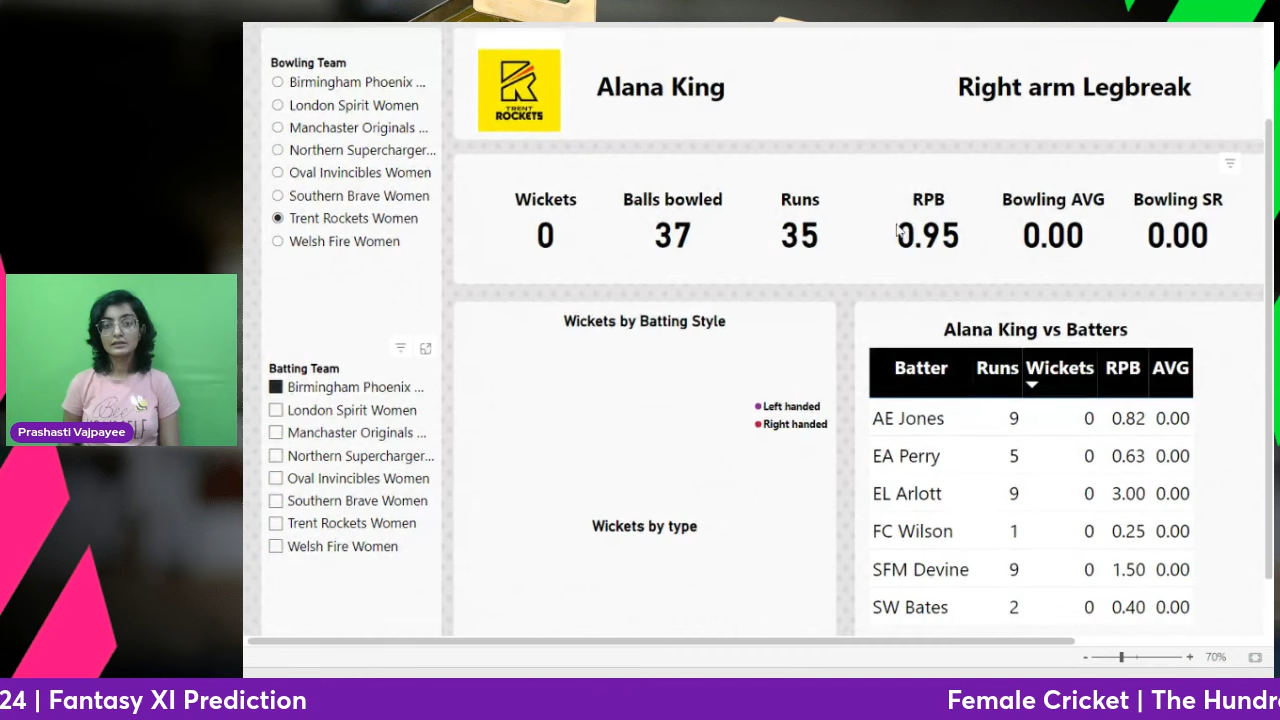 Bowling Team
Birmingham Phoenix ...
London Spirit Women
Manchaster Originals ...
Northern Supercharger...
Oval Invincibles Women
Southern Brave Women
Trent Rockets Women
Welsh Fire Women
TRENT
ROCKETS
Alana King
Right arm Legbreak
Wickets Balls bowled Runs RPB Bowling AVG Bowling SR
0 37 35 0.95 0.00 0.00
Batting Team
Birmingham Phoenix ...
London Spirit Women
Manchaster Originals ...
Northern Supercharger...
Oval Invincibles Women
Southern Brave Women
Trent Rockets Women
Welsh Fire Women
Wickets by Batting Style
Left handed
Right handed
Wickets by type
Alana King vs Batters
Batter Runs Wickets RPB AVG
AE Jones 9 0 0.82 0.00
EA Perry 5 0 0.63 0.00
EL Arlott 9 0 3.00 0.00
FC Wilson 1 0 0.25 0.00
SFM Devine 9 0 1.50 0.00
SW Bates 2 0 0.40 0.00
Bee
Prashasti Vajpayee
- + 70%
24 | Fantasy XI Prediction
Female Cricket | The Hundr